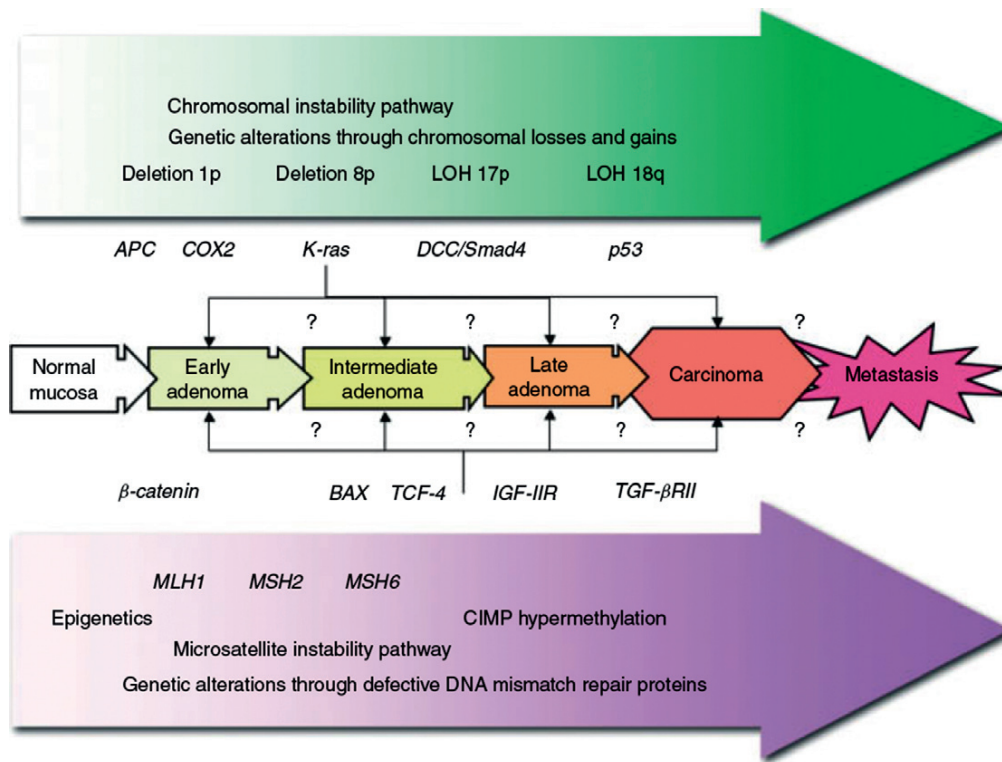 Chromosomal instability pathway
Genetic alterations through chromosomal losses and gains
Deletion 1p Deletion 8p LOH 17p LOH 18q
APC COX2 K-ras DCC/Smad4 p53
? ? ? ?
Normal mucosa
Early adenoma
Intermediate adenoma
Late adenoma
Carcinoma
Metastasis
? ? ? ?
β-catenin BAX TCF-4 IGF-IIR TGF-βRII
MLH1 MSH2 MSH6
Epigenetics CIMP hypermethylation
Microsatellite instability pathway
Genetic alterations through defective DNA mismatch repair proteins